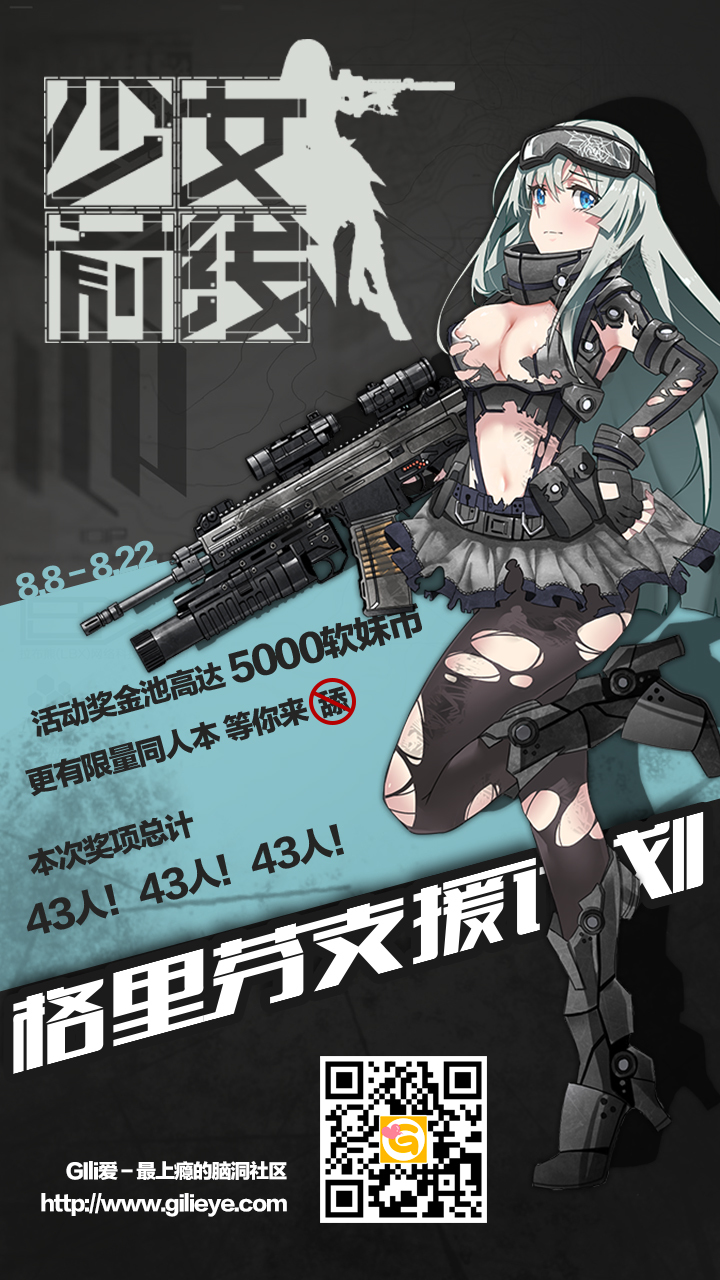 少女
前线
8.8-8.22
活动奖金池高达 5000软妹币
更有限量同人本 等你来 舔
本次奖项总计
43人! 43人! 43人!
格里芬支援计划
GIli爱-最上瘾的脑洞社区
http://www.gilieye.com